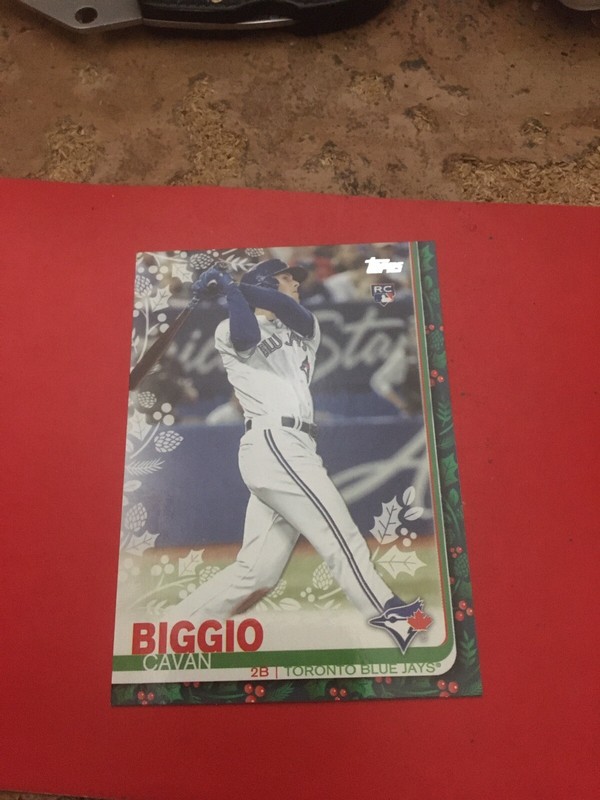 Topps
RC
BIGGIO
CAVAN
2B | TORONTO BLUE JAYS®